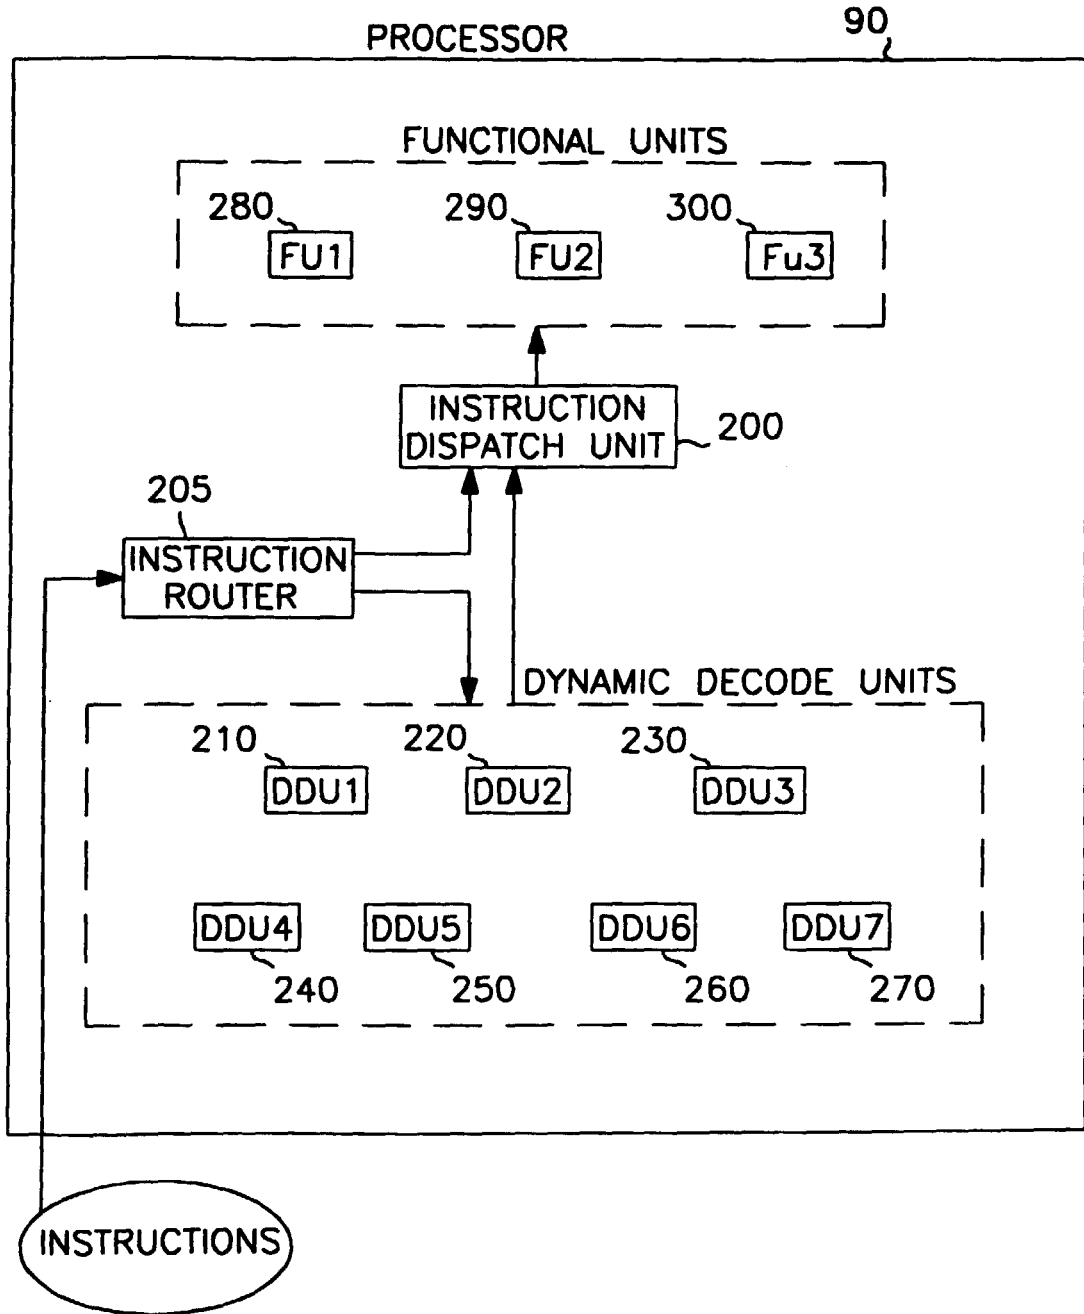 PROCESSOR
90
FUNCTIONAL UNITS
280
290
300
FU1
FU2
Fu3
INSTRUCTION
DISPATCH UNIT
200
205
INSTRUCTION
ROUTER
DYNAMIC DECODE UNITS
210
220
230
DDU1
DDU2
DDU3
DDU4
DDU5
DDU6
DDU7
240
250
260
270
INSTRUCTIONS